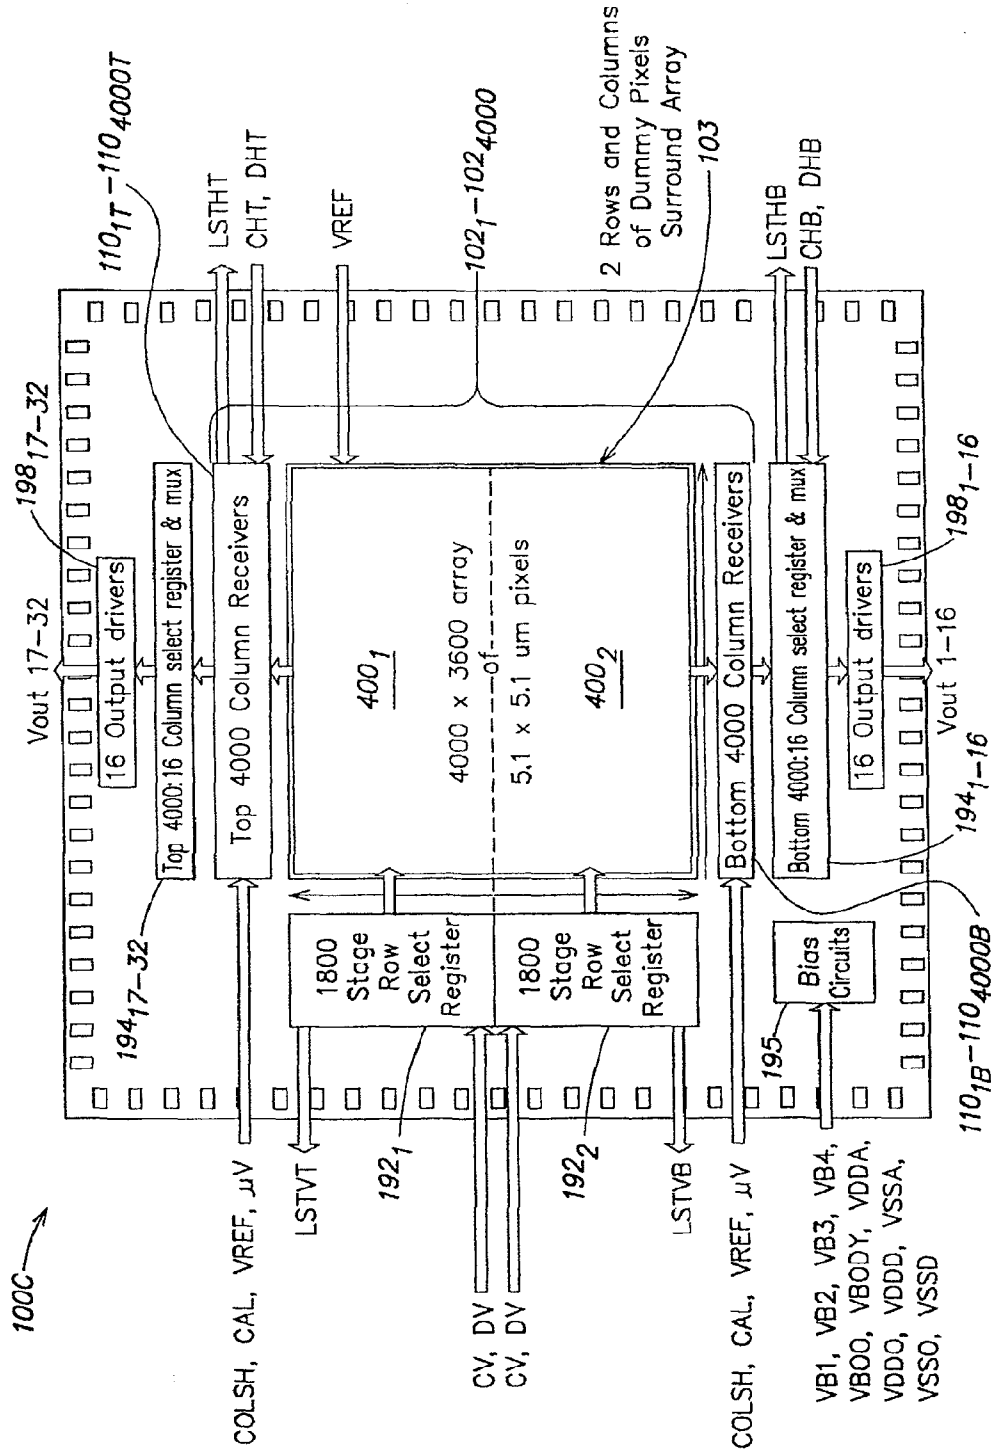 100C
Vout 17-32
198₁₇₋₃₂
16 Output drivers
194₁₇₋₃₂
Top 4000:16 Column select register & mux
110₁T-110₄₀₀₀T
COLSH, CAL, VREF, µV
Top 4000 Column Receivers
LSTHT
CHT, DHT
LSTVT
VREF
192₁
1800
Stage
Row
Select
Register
400₁
4000 x 3600 array
of
5.1 x 5.1 um pixels
400₂
102₁-102₄₀₀₀
CV, DV
CV, DV
1800
Stage
Row
Select
Register
192₂
2 Rows and Columns
of Dummy Pixels
Surround Array
103
LSTVB
COLSH, CAL, VREF, µV
Bottom 4000 Column Receivers
LSTHB
CHB, DHB
Bottom 4000:16 Column select register & mux
195
Bias
Circuits
VB1, VB2, VB3, VB4,
VBOO, VBODY, VDDA,
VDDO, VDDD, VSSA,
VSSO, VSSD
16 Output drivers
198₁₋₁₆
Vout 1-16
194₁₋₁₆
110₁B-110₄₀₀₀B